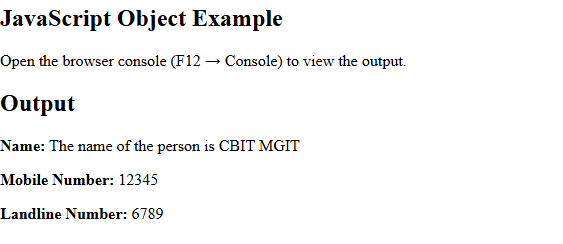 JavaScript Object Example
Open the browser console (F12 → Console) to view the output.
Output
Name: The name of the person is CBIT MGIT
Mobile Number: 12345
Landline Number: 6789